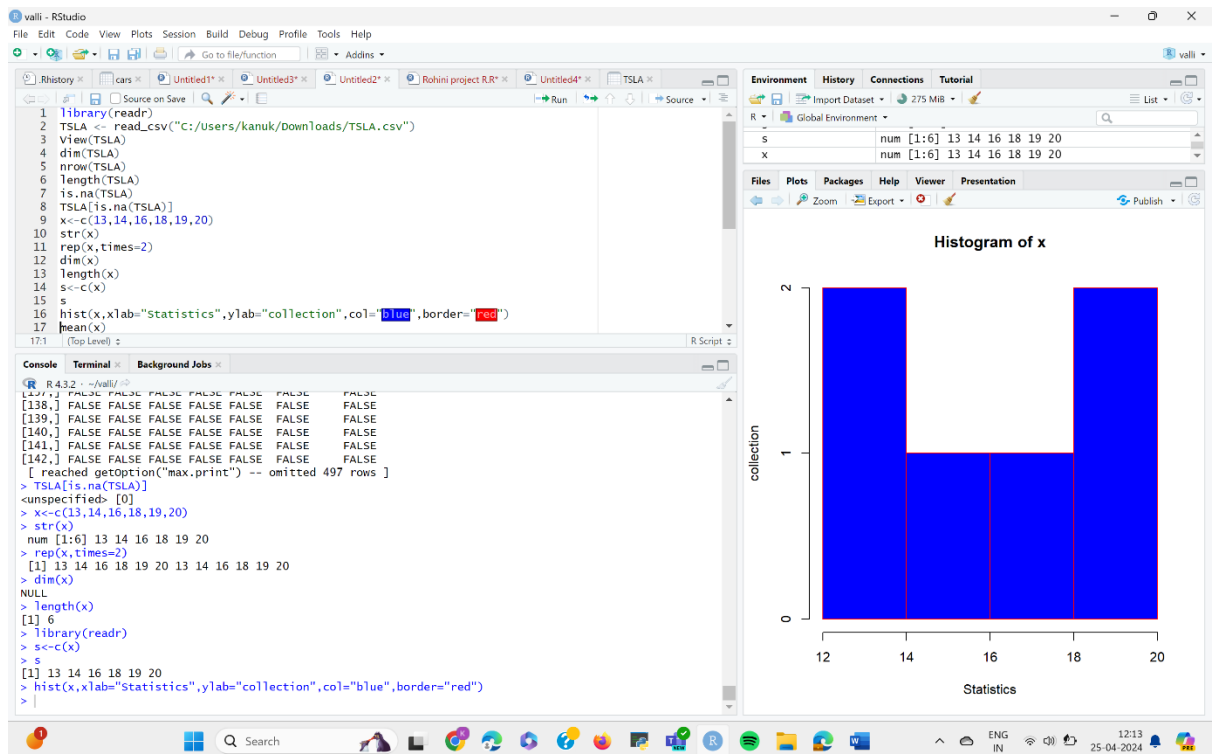 valli - RStudio
File Edit Code View Plots Session Build Debug Profile Tools Help
Go to file/function Addins valli
.Rhistory cars Untitled1* Untitled3* Untitled2* Rohini project R.R* Untitled4* TSLA
Source on Save Run Source
1 library(readr)
2 TSLA <- read_csv("C:/Users/kanuk/Downloads/TSLA.csv")
3 View(TSLA)
4 dim(TSLA)
5 nrow(TSLA)
6 length(TSLA)
7 is.na(TSLA)
8 TSLA[is.na(TSLA)]
9 x<-c(13,14,16,18,19,20)
10 str(x)
11 rep(x,times=2)
12 dim(x)
13 length(x)
14 s<-c(x)
15 s
16 hist(x,xlab="Statistics",ylab="collection",col="blue",border="red")
17 mean(x)
17:1 (Top Level) R Script
Console Terminal Background Jobs
R 4.3.2 · ~/valli/
[137,] FALSE FALSE FALSE FALSE FALSE FALSE FALSE
[138,] FALSE FALSE FALSE FALSE FALSE FALSE FALSE
[139,] FALSE FALSE FALSE FALSE FALSE FALSE FALSE
[140,] FALSE FALSE FALSE FALSE FALSE FALSE FALSE
[141,] FALSE FALSE FALSE FALSE FALSE FALSE FALSE
[142,] FALSE FALSE FALSE FALSE FALSE FALSE FALSE
[ reached getOption("max.print") -- omitted 497 rows ]
> TSLA[is.na(TSLA)]
<unspecified> [0]
> x<-c(13,14,16,18,19,20)
> str(x)
num [1:6] 13 14 16 18 19 20
> rep(x,times=2)
[1] 13 14 16 18 19 20 13 14 16 18 19 20
> dim(x)
NULL
> length(x)
[1] 6
> library(readr)
> s<-c(x)
> s
[1] 13 14 16 18 19 20
> hist(x,xlab="Statistics",ylab="collection",col="blue",border="red")
>
Environment History Connections Tutorial
Import Dataset 275 MiB List
R Global Environment
s num [1:6] 13 14 16 18 19 20
x num [1:6] 13 14 16 18 19 20
Files Plots Packages Help Viewer Presentation
Zoom Export Publish
Histogram of x
collection
2
1
0
12 14 16 18 20
Statistics
1 Search NEW R ENG IN 12:13 25-04-2024 PRE